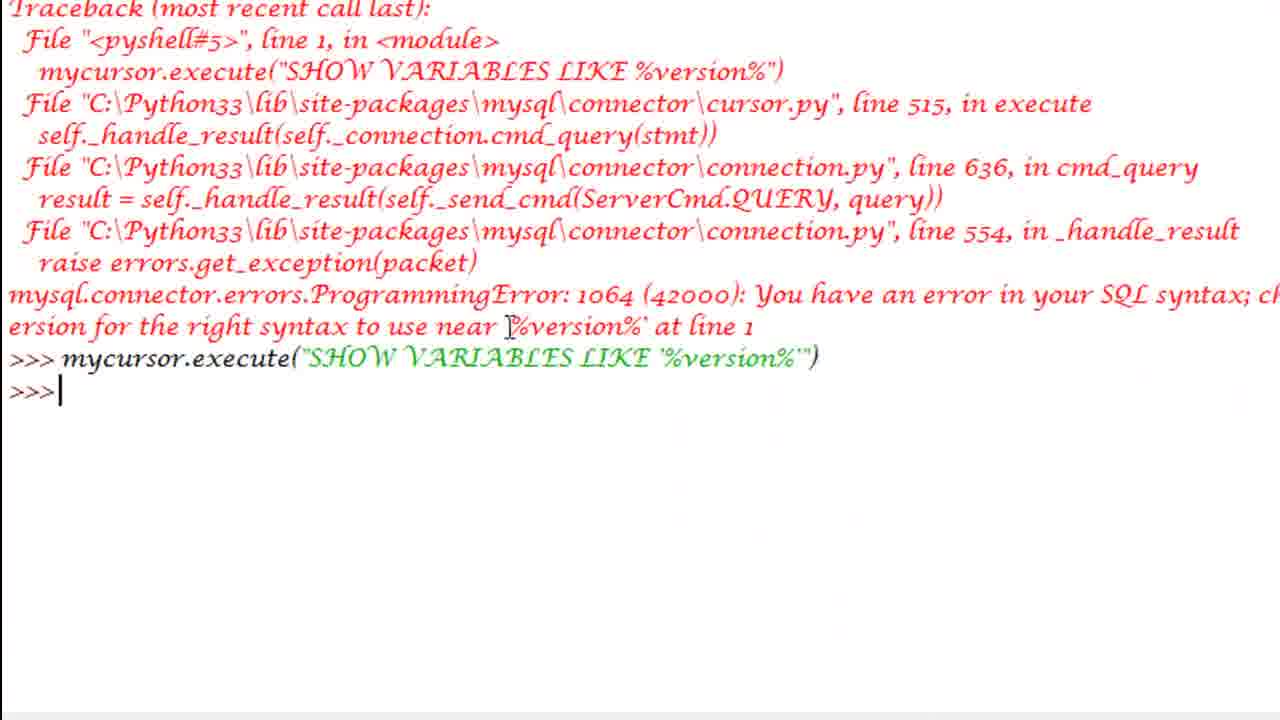 Traceback (most recent call last):
File "<pyshell#5>", line 1, in <module>
mycursor.execute("SHOW VARIABLES LIKE %version%")
File "C:\Python33\lib\site-packages\mysql\connector\cursor.py", line 515, in execute
self._handle_result(self._connection.cmd_query(stmt))
File "C:\Python33\lib\site-packages\mysql\connector\connection.py", line 636, in cmd_query
result = self._handle_result(self._send_cmd(ServerCmd.QUERY, query))
File "C:\Python33\lib\site-packages\mysql\connector\connection.py", line 554, in _handle_result
raise errors.get_exception(packet)
mysql.connector.errors.ProgrammingError: 1064 (42000): You have an error in your SQL syntax;
ersion for the right syntax to use near '%version%' at line 1
>>> mycursor.execute("SHOW VARIABLES LIKE '%version%'")
>>>